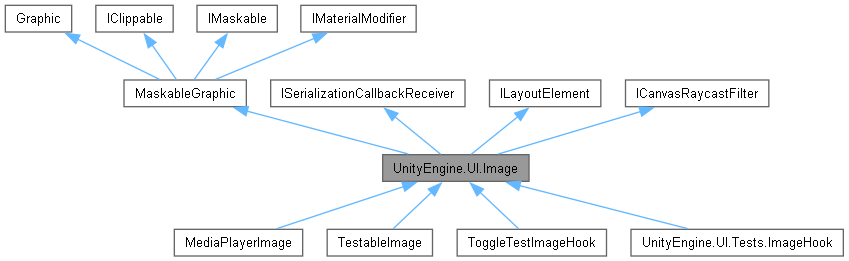 Graphic
IClippable
IMaskable
IMaterialModifier
MaskableGraphic
ISerializationCallbackReceiver
ILayoutElement
ICanvasRaycastFilter
UnityEngine.UI.Image
MediaPlayerImage
TestableImage
ToggleTestImageHook
UnityEngine.UI.Tests.ImageHook